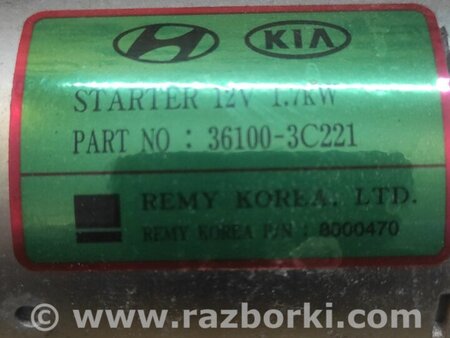 KIA
STARTER 12V 1.7kW
PART NO : 36100-3C221
REMY KOREA. LTD.
REMY KOREA P/N : 8000470
www.razborki.com